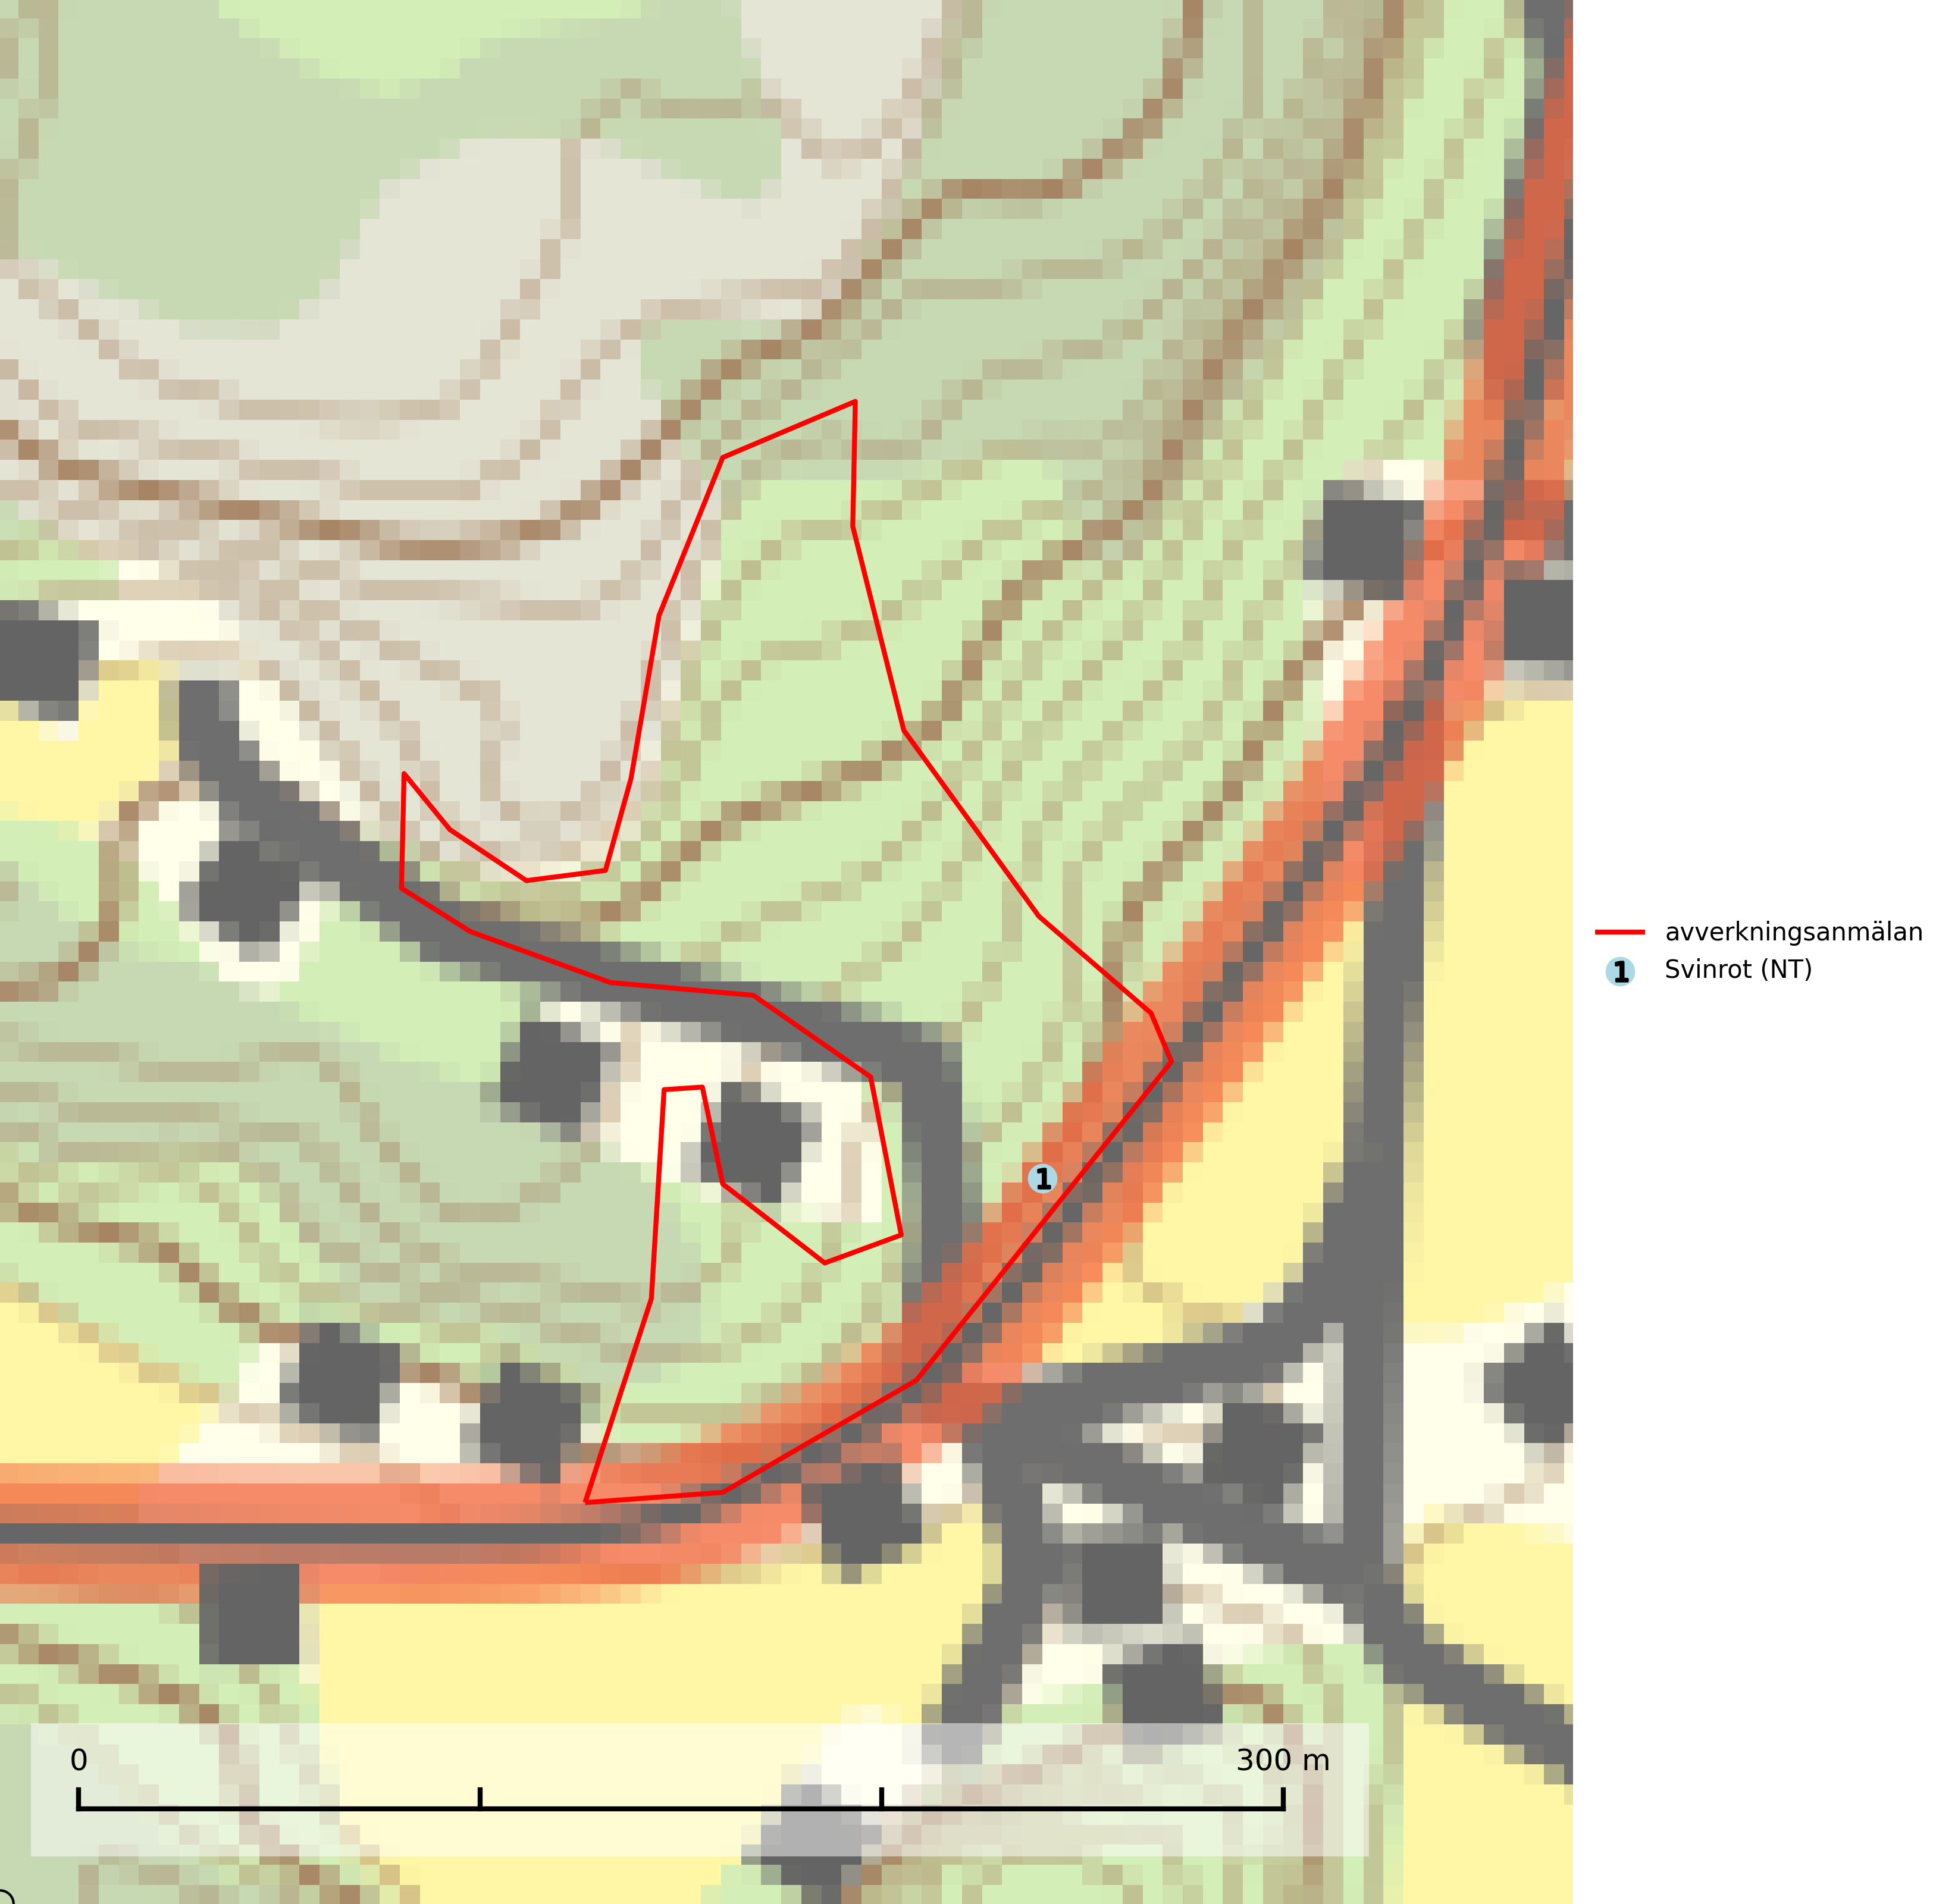 1
avverkningsanmälan
1 Svinrot (NT)
0 300 m